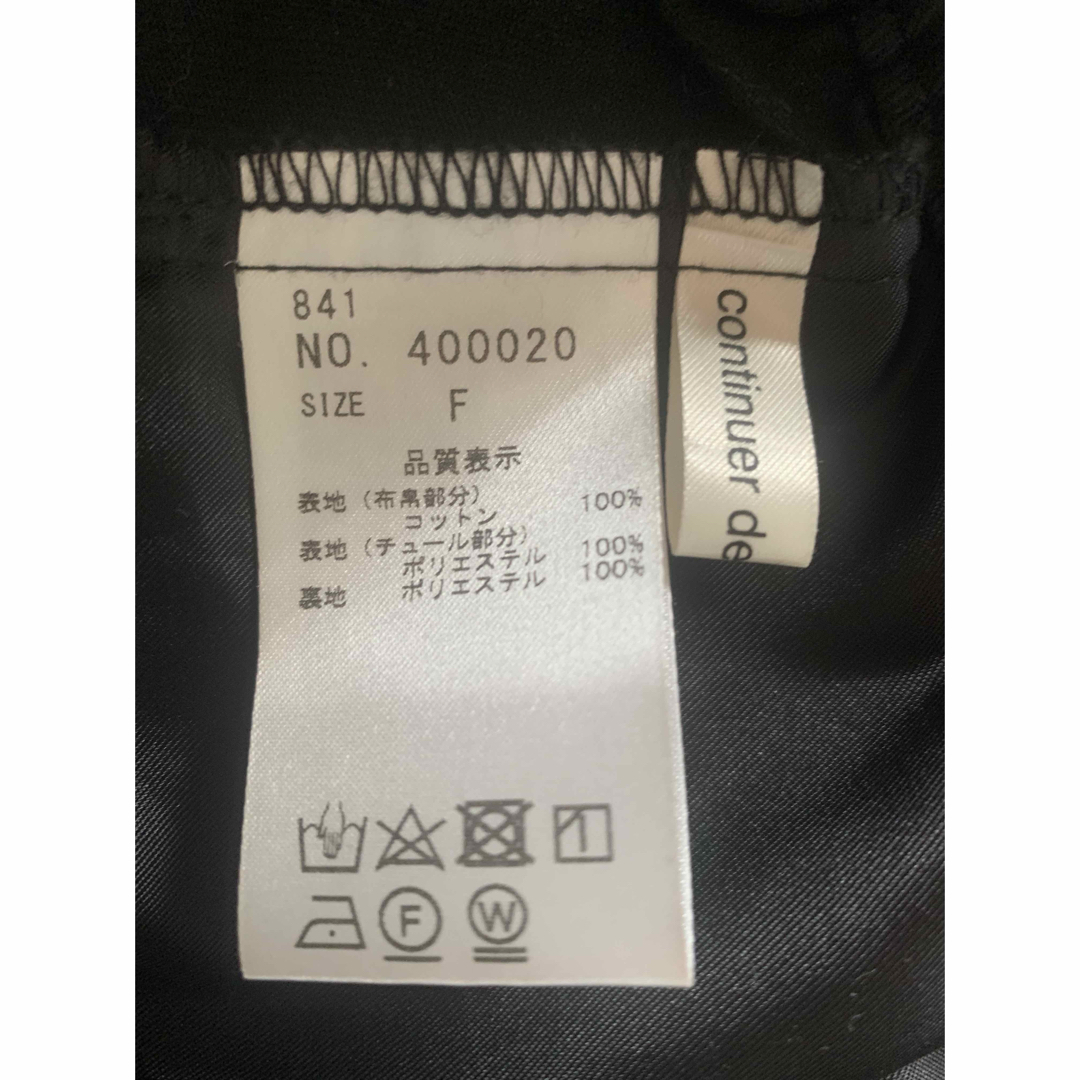 841
NO. 400020
SIZE F
品質表示
表地 (布帛部分)
コットン 100%
表地 (チュール部分)
ポリエステル 100%
裏地 ポリエステル 100%
F W
continuer de